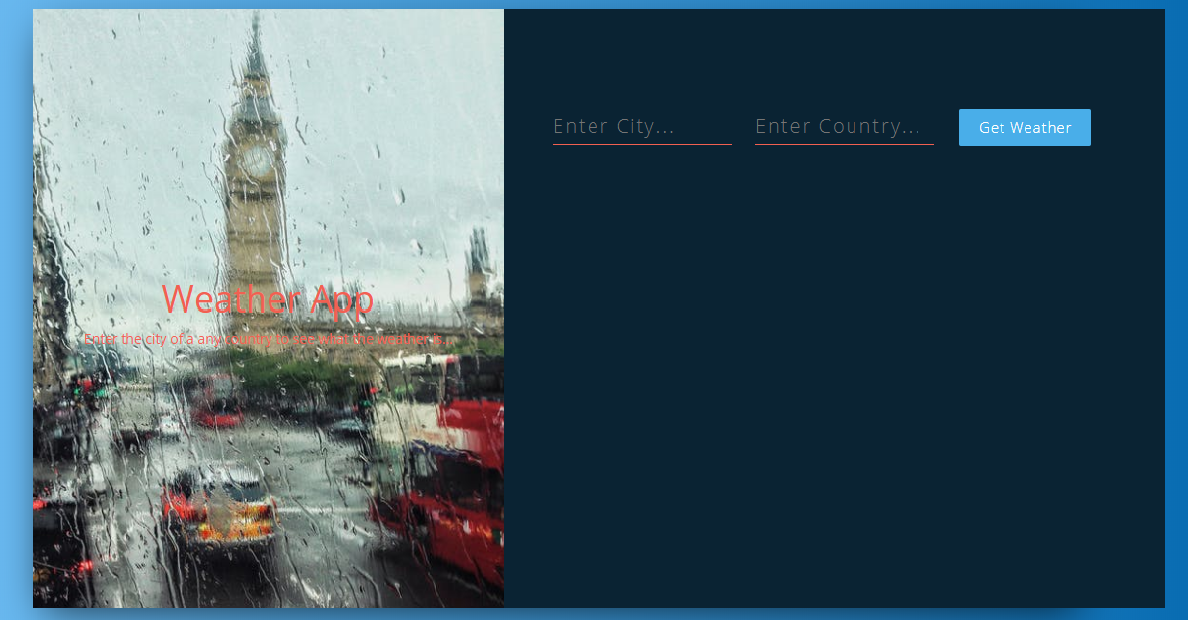 Weather App
Enter the city of a any country to see what the weather is...
Enter City...
Enter Country...
Get Weather